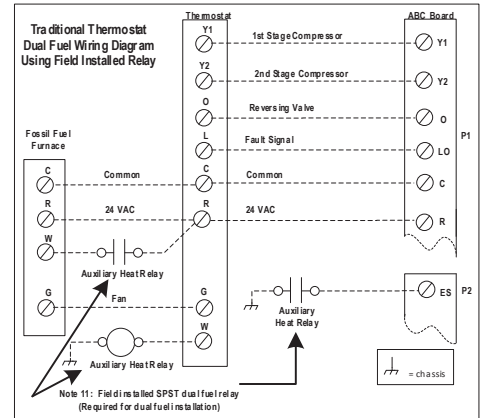 Traditional Thermostat
Dual Fuel Wiring Diagram
Using Field Installed Relay
Thermostat
ABC Board
Y1
1st Stage Compressor
Y1
Y2
2nd Stage Compressor
Y2
O
Reversing Valve
O
P1
L
Fault Signal
LO
Fossil Fuel
Furnace
C
Common
C
Common
C
R
24 VAC
R
24 VAC
R
W
Auxiliary Heat Relay
G
Fan
G
ES
P2
Auxiliary
Heat Relay
W
Auxiliary Heat Relay
= chassis
Note 11: Field installed SPST dual fuel relay
(Required for dual fuel installation)